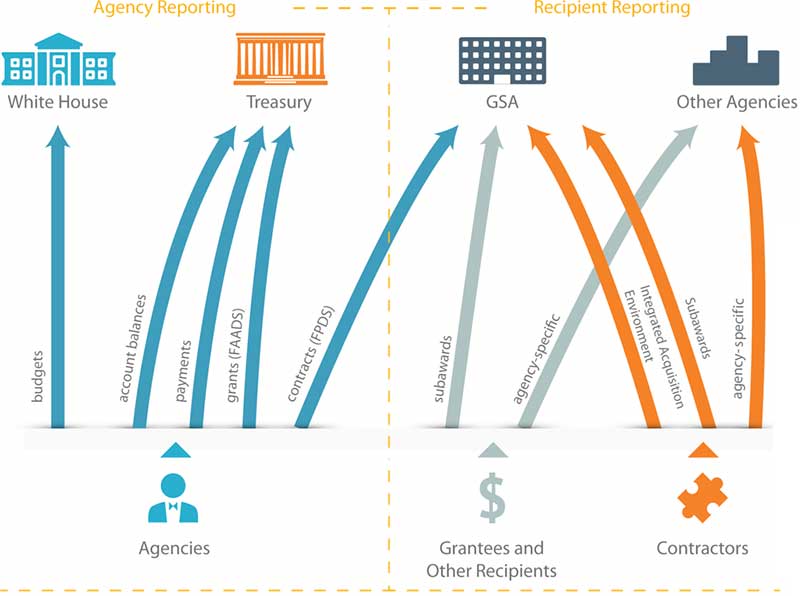 Agency Reporting
Recipient Reporting
White House
Treasury
GSA
Other Agencies
budgets
account balances
payments
grants (FAADS)
contracts (FPDS)
subawards
agency-specific
Integrated Acquisition
Environment
Subawards
agency- specific
$
Agencies
Grantees and
Other Recipients
Contractors